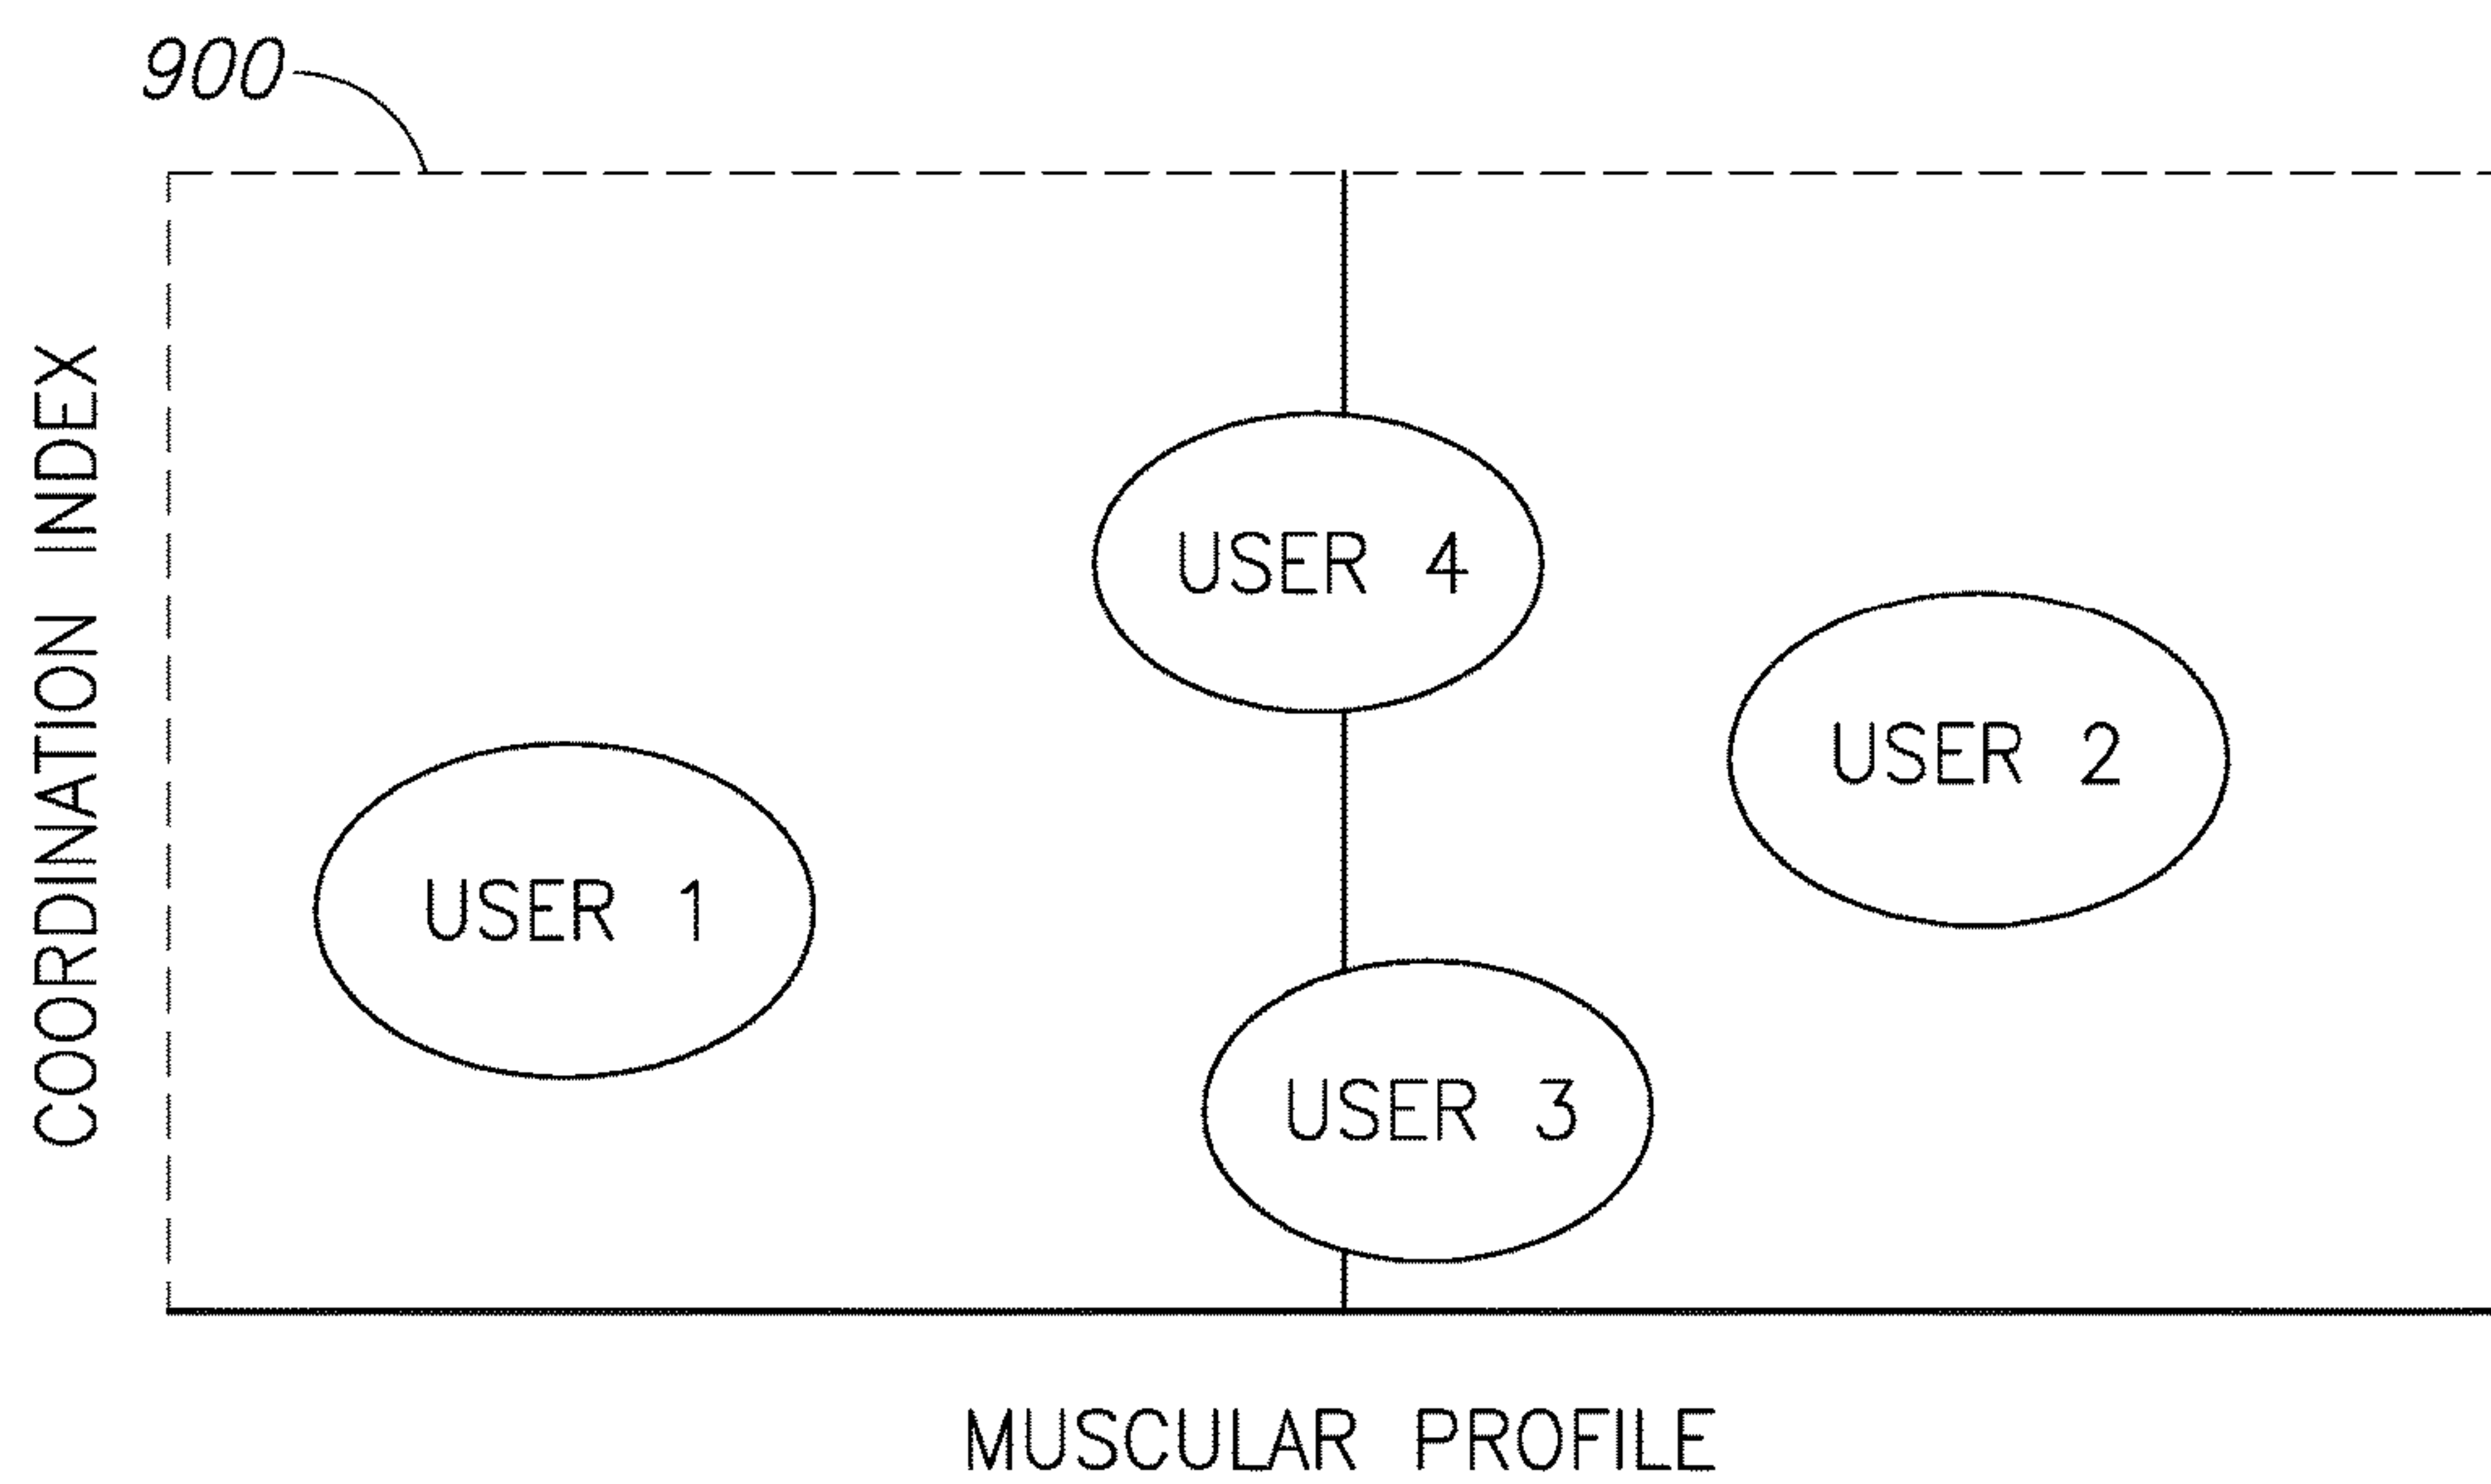 900
COORDINATION INDEX
USER 4
USER 2
USER 1
USER 3
MUSCULAR PROFILE